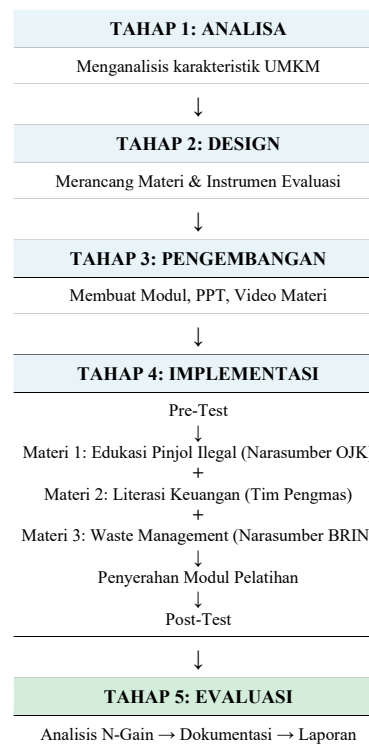 TAHAP 1: ANALISA
Menganalisis karakteristik UMKM
↓
TAHAP 2: DESIGN
Merancang Materi & Instrumen Evaluasi
↓
TAHAP 3: PENGEMBANGAN
Membuat Modul, PPT, Video Materi
↓
TAHAP 4: IMPLEMENTASI
Pre-Test
↓
Materi 1: Edukasi Pinjol Ilegal (Narasumber OJK)
+
Materi 2: Literasi Keuangan (Tim Pengmas)
+
Materi 3: Waste Management (Narasumber BRIN
↓
Penyerahan Modul Pelatihan
↓
Post-Test
↓
TAHAP 5: EVALUASI
Analisis N-Gain → Dokumentasi → Laporan